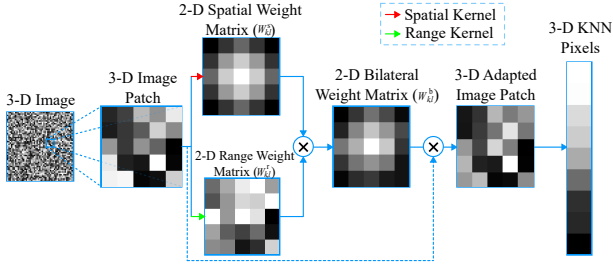 Spatial Kernel
Range Kernel
2-D Spatial Weight
Matrix (W^s_kl)
3-D KNN
Pixels
3-D Image
3-D Image
Patch
2-D Bilateral
Weight Matrix (W^b_kl)
3-D Adapted
Image Patch
2-D Range Weight
Matrix (W^r_kl)